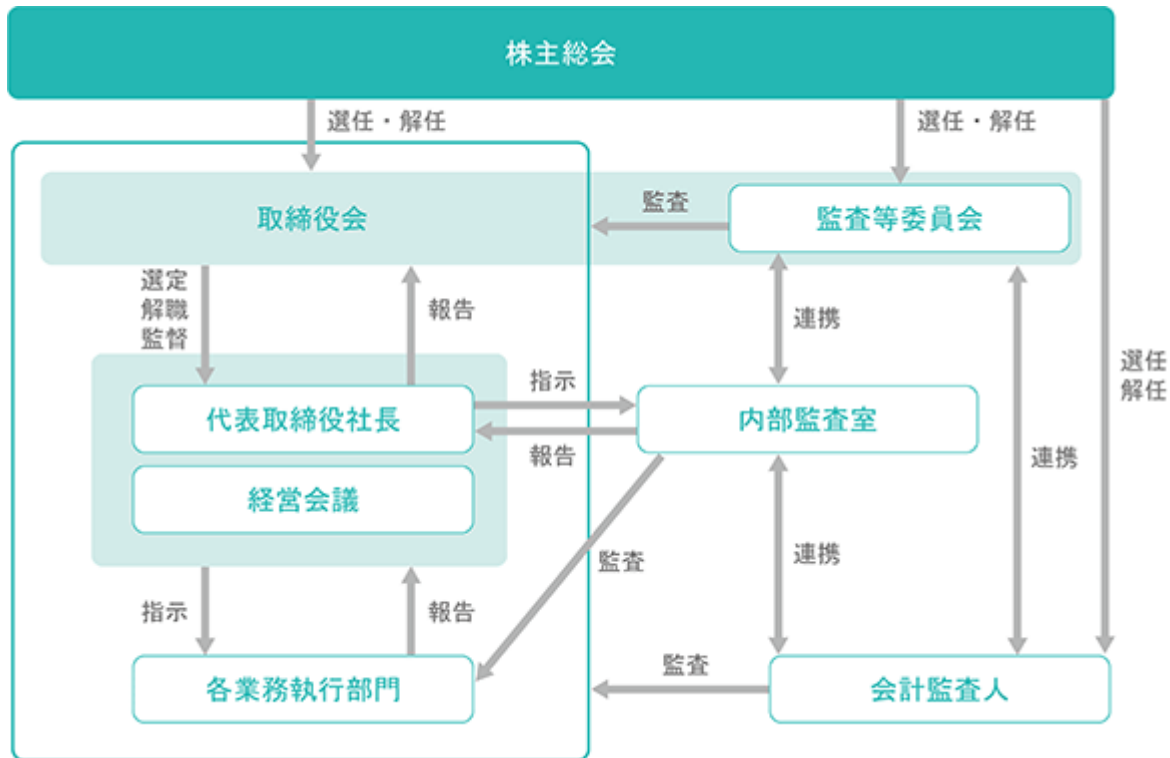 株主総会
選任・解任
選任・解任
取締役会
監査
監査等委員会
選定
解職
監督
報告
連携
選任
解任
代表取締役社長
指示
報告
内部監査室
経営会議
連携
監査
連携
指示
報告
各業務執行部門
監査
会計監査人